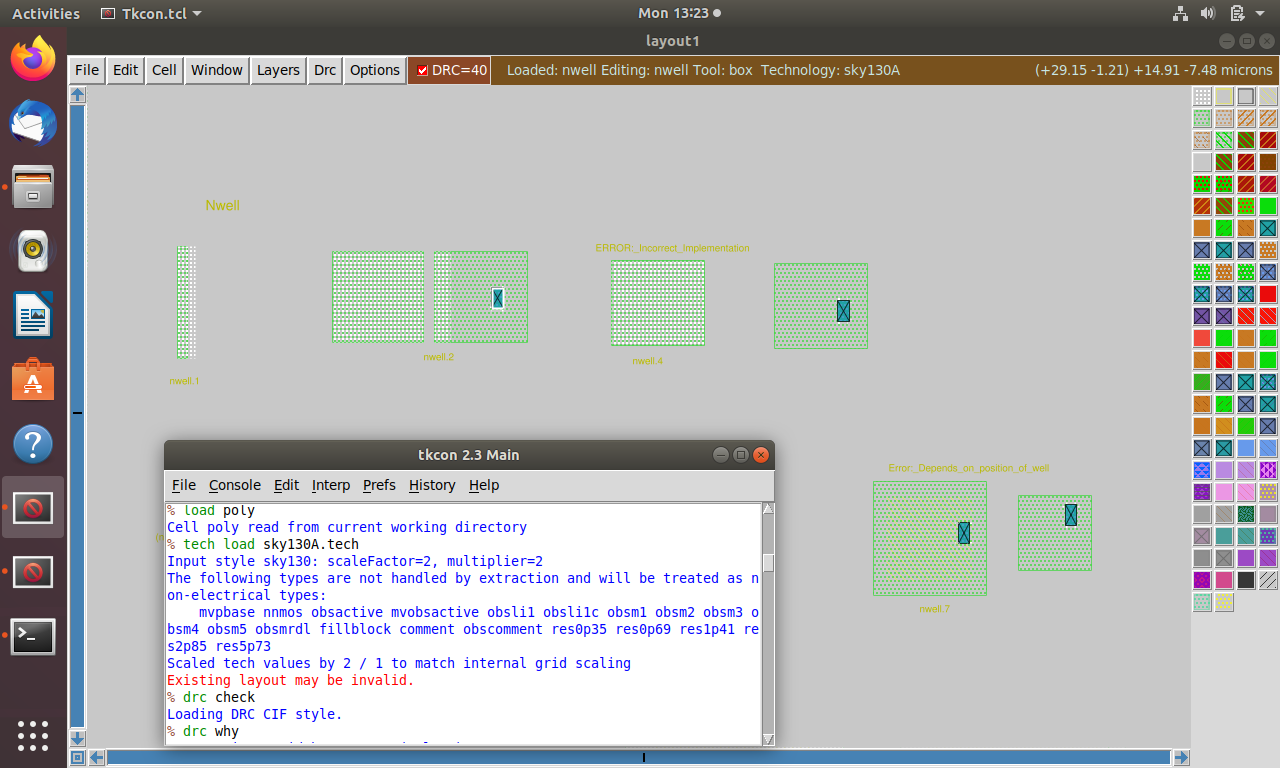 Activities
Tkcon.tcl
Mon 13:23
layout1
File Edit Cell Window Layers Drc Options DRC=40 Loaded: nwell Editing: nwell Tool: box Technology: sky130A (+29.15 -1.21) +14.91 -7.48 microns
Nwell
ERROR:_Incorrect_Implementation
nwell.2
nwell.4
nwell.1
Error:_Depends_on_position_of_well
nwell.7
tkcon 2.3 Main
File Console Edit Interp Prefs History Help
% load poly
Cell poly read from current working directory
% tech load sky130A.tech
Input style sky130: scaleFactor=2, multiplier=2
The following types are not handled by extraction and will be treated as n
on-electrical types:
mvpbase nnmos obsactive mvobsactive obsli1 obsli1c obsm1 obsm2 obsm3 o
bsm4 obsm5 obsmrdl fillblock comment obscomment res0p35 res0p69 res1p41 re
s2p85 res5p73
Scaled tech values by 2 / 1 to match internal grid scaling
Existing layout may be invalid.
% drc check
Loading DRC CIF style.
% drc why